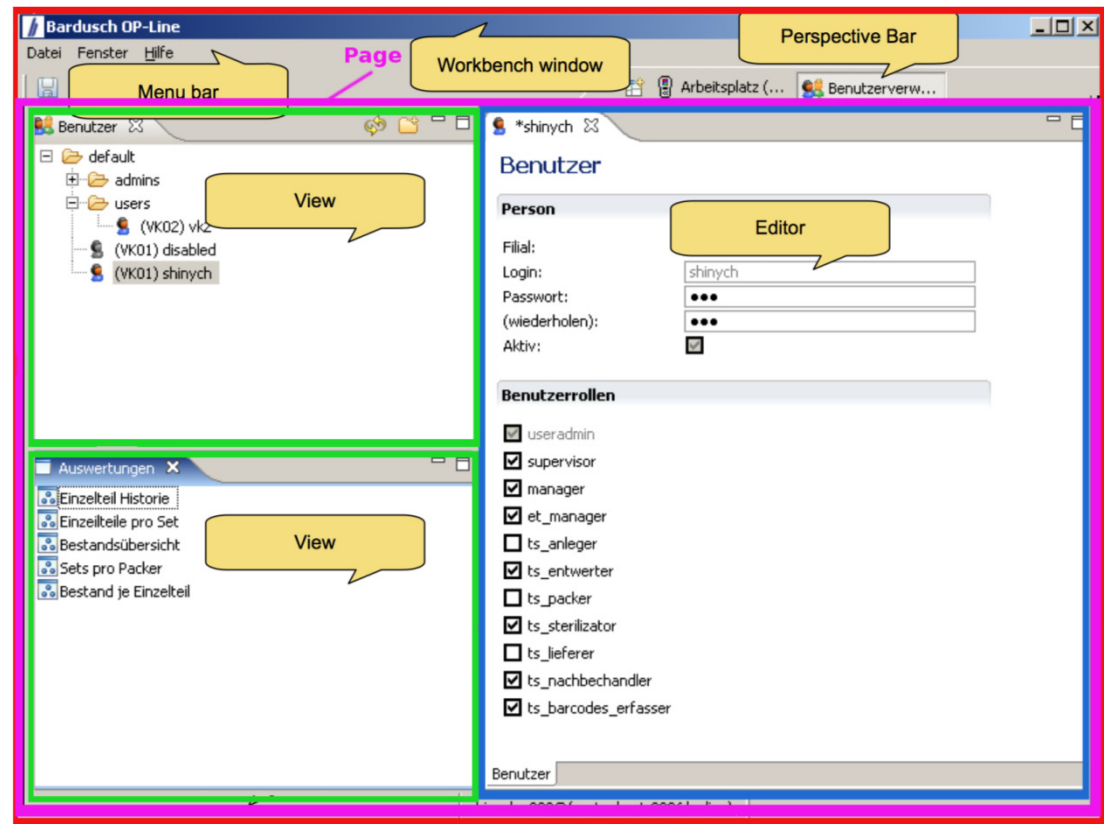 Bardusch OP-Line
Perspective Bar
Datei Fenster Hilfe
Page
Workbench window
Menu bar
Arbeitsplatz (...
Benutzerverw...
Benutzer
default
admins
users
(VK02) vk2
(VK01) disabled
(VK01) shinych
View
*shinych
Benutzer
Person
Editor
Filial:
Login: shinych
Passwort: ●●●
(wiederholen): ●●●
Aktiv:
Benutzerrollen
useradmin
supervisor
manager
et_manager
ts_anleger
ts_entwerter
ts_packer
ts_sterilizator
ts_lieferer
ts_nachbechandler
ts_barcodes_erfasser
Benutzer
Auswertungen
Einzelteil Historie
Einzeilteile pro Set
Bestandsübersicht
Sets pro Packer
Bestand je Einzelteil
View